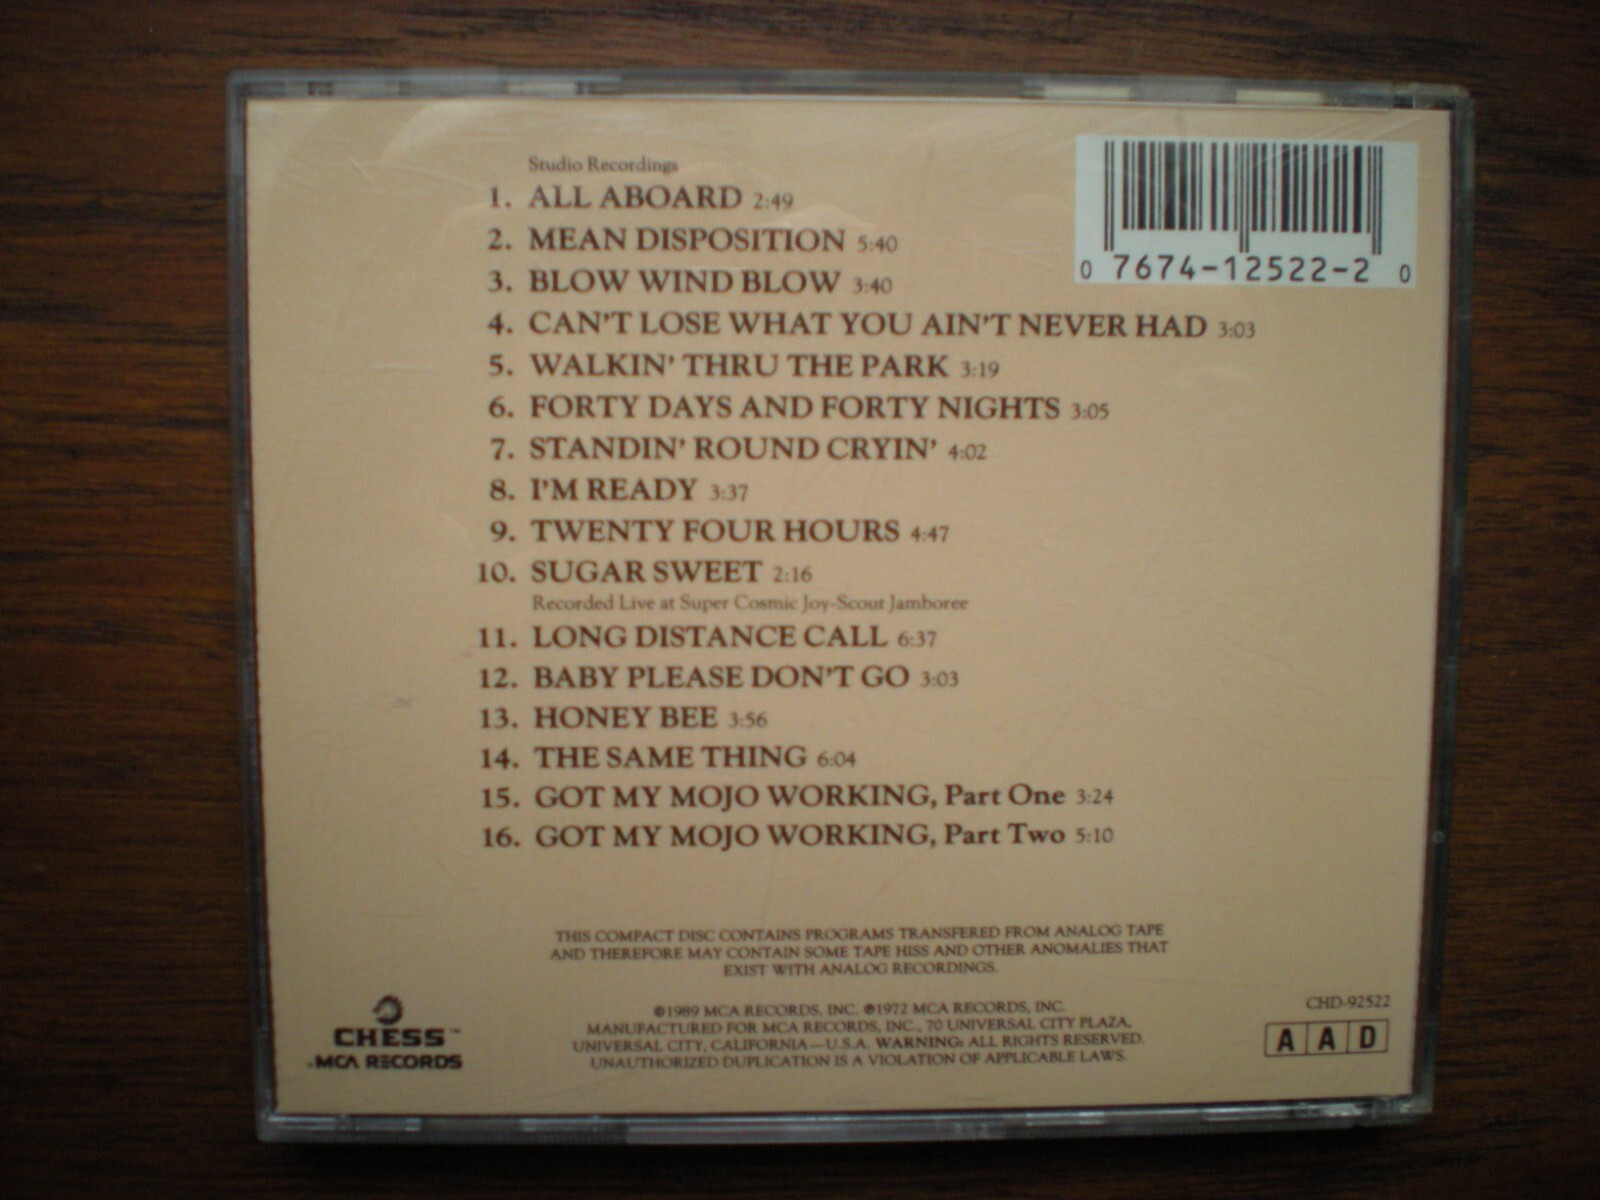 Studio Recordings
1. ALL ABOARD 2:49
2. MEAN DISPOSITION 5:40
3. BLOW WIND BLOW 3:40
4. CAN'T LOSE WHAT YOU AIN'T NEVER HAD 3:03
5. WALKIN' THRU THE PARK 3:19
6. FORTY DAYS AND FORTY NIGHTS 3:05
7. STANDIN' ROUND CRYIN' 4:02
8. I'M READY 3:37
9. TWENTY FOUR HOURS 4:47
10. SUGAR SWEET 2:16
Recorded Live at Super Cosmic Joy-Scout Jamboree
11. LONG DISTANCE CALL 6:37
12. BABY PLEASE DON'T GO 3:03
13. HONEY BEE 3:56
14. THE SAME THING 6:04
15. GOT MY MOJO WORKING, Part One 3:24
16. GOT MY MOJO WORKING, Part Two 5:10
0 7674-12522-2 0
THIS COMPACT DISC CONTAINS PROGRAMS TRANSFERED FROM ANALOG TAPE
AND THEREFORE MAY CONTAIN SOME TAPE HISS AND OTHER ANOMALIES THAT
EXIST WITH ANALOG RECORDINGS.
©1989 MCA RECORDS, INC. ℗1972 MCA RECORDS, INC.
MANUFACTURED FOR MCA RECORDS, INC., 70 UNIVERSAL CITY PLAZA,
UNIVERSAL CITY, CALIFORNIA—U.S.A. WARNING: ALL RIGHTS RESERVED.
UNAUTHORIZED DUPLICATION IS A VIOLATION OF APPLICABLE LAWS.
CHESS™
MCA RECORDS
CHD-92522
A A D